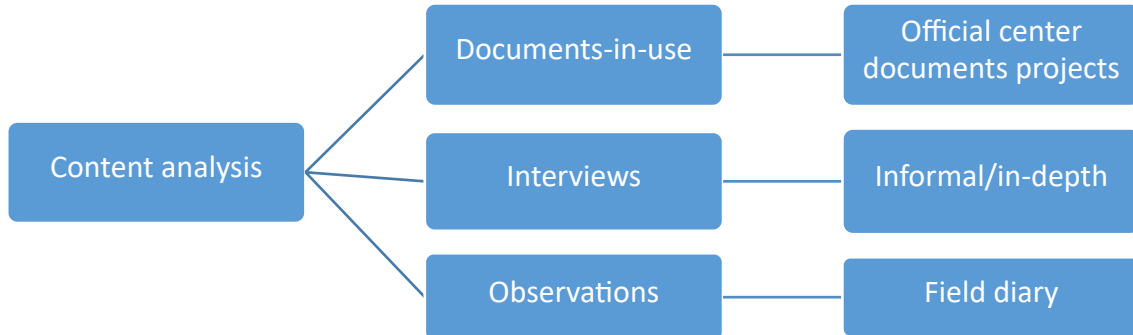 Content analysis
Documents-in-use
Official center
documents projects
Interviews
Informal/in-depth
Observations
Field diary